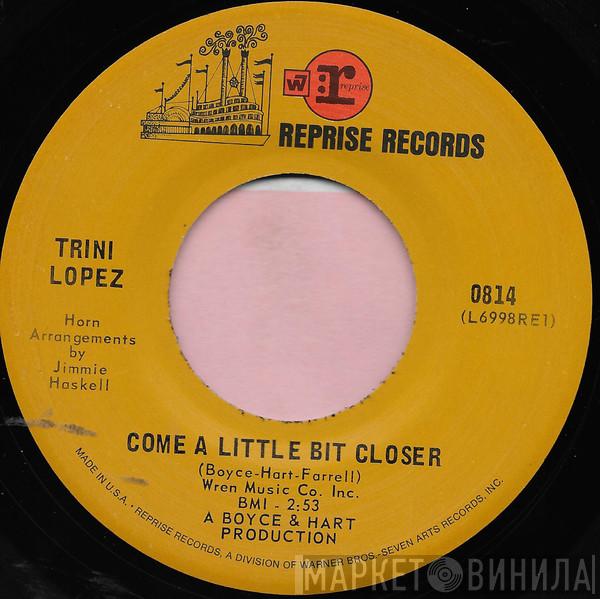 W7 r: reprise
REPRISE RECORDS
TRINI
LOPEZ
0814
(L6998RE1)
Horn
Arrangements
by
Jimmie
Haskell
COME A LITTLE BIT CLOSER
(Boyce-Hart-Farrell)
Wren Music Co. Inc.
BMI - 2:53
A BOYCE & HART
PRODUCTION
MADE IN U.S.A. • REPRISE RECORDS, A DIVISION OF WARNER BROS.-SEVEN ARTS RECORDS, INC.
МАРКЕТ ВИНИЛА